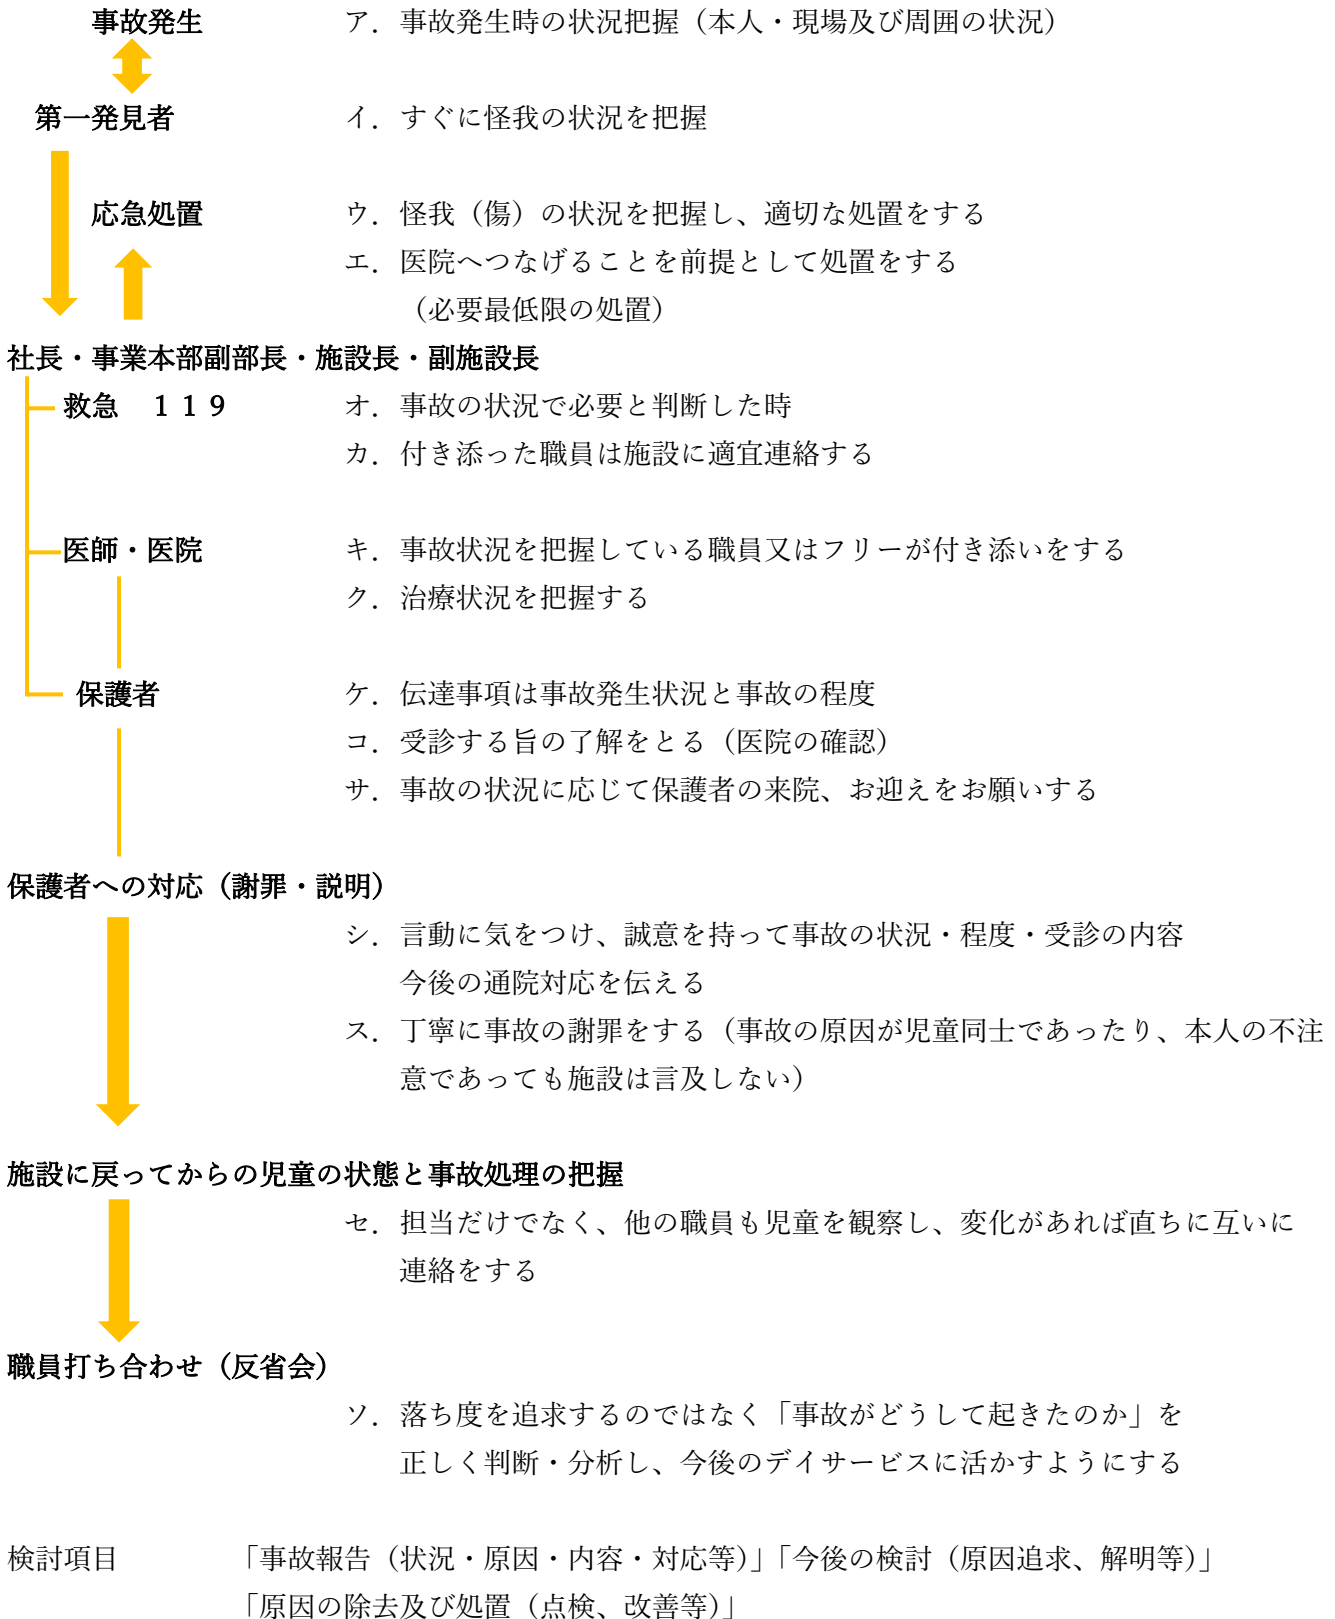 事故発生　ア．事故発生時の状況把握（本人・現場及び周囲の状況）
第一発見者　イ．すぐに怪我の状況を把握
応急処置　ウ．怪我（傷）の状況を把握し、適切な処置をする
エ．医院へつなげることを前提として処置をする
（必要最低限の処置）
社長・事業本部副部長・施設長・副施設長
救急　１１９　オ．事故の状況で必要と判断した時
カ．付き添った職員は施設に適宜連絡する
医師・医院　キ．事故状況を把握している職員又はフリーが付き添いをする
ク．治療状況を把握する
保護者　ケ．伝達事項は事故発生状況と事故の程度
コ．受診する旨の了解をとる（医院の確認）
サ．事故の状況に応じて保護者の来院、お迎えをお願いする
保護者への対応（謝罪・説明）
シ．言動に気をつけ、誠意を持って事故の状況・程度・受診の内容
今後の通院対応を伝える
ス．丁寧に事故の謝罪をする（事故の原因が児童同士であったり、本人の不注
意であっても施設は言及しない）
施設に戻ってからの児童の状態と事故処理の把握
セ．担当だけでなく、他の職員も児童を観察し、変化があれば直ちに互いに
連絡をする
職員打ち合わせ（反省会）
ソ．落ち度を追求するのではなく「事故がどうして起きたのか」を
正しく判断・分析し、今後のデイサービスに活かすようにする
検討項目　「事故報告（状況・原因・内容・対応等）」「今後の検討（原因追求、解明等）」
「原因の除去及び処置（点検、改善等）」